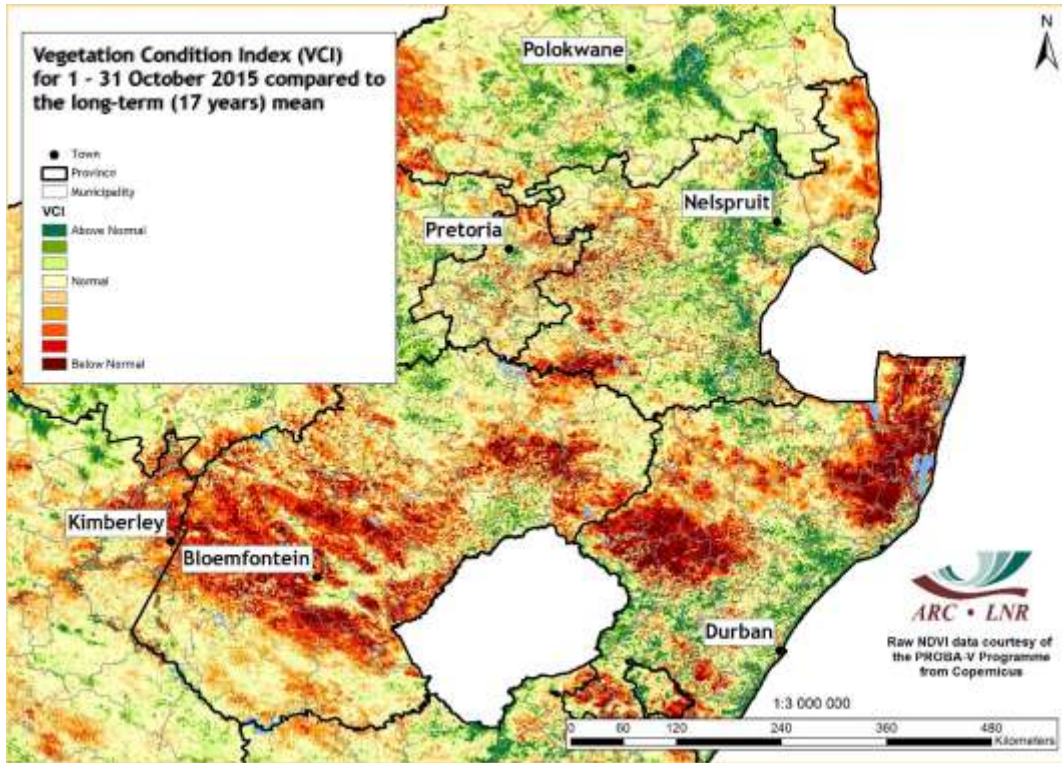 Vegetation Condition Index (VCI)
for 1 - 31 October 2015 compared to
the long-term (17 years) mean
Town
Province
Municipality
VCI
Above Normal
Normal
Below Normal
Polokwane
N
Nelspruit
Pretoria
Kimberley
Bloemfontein
Durban
ARC • LNR
Raw NDVI data courtesy of
the PROBA-V Programme
from Copernicus
1:3 000 000
0 60 120 240 360 480
Kilometers